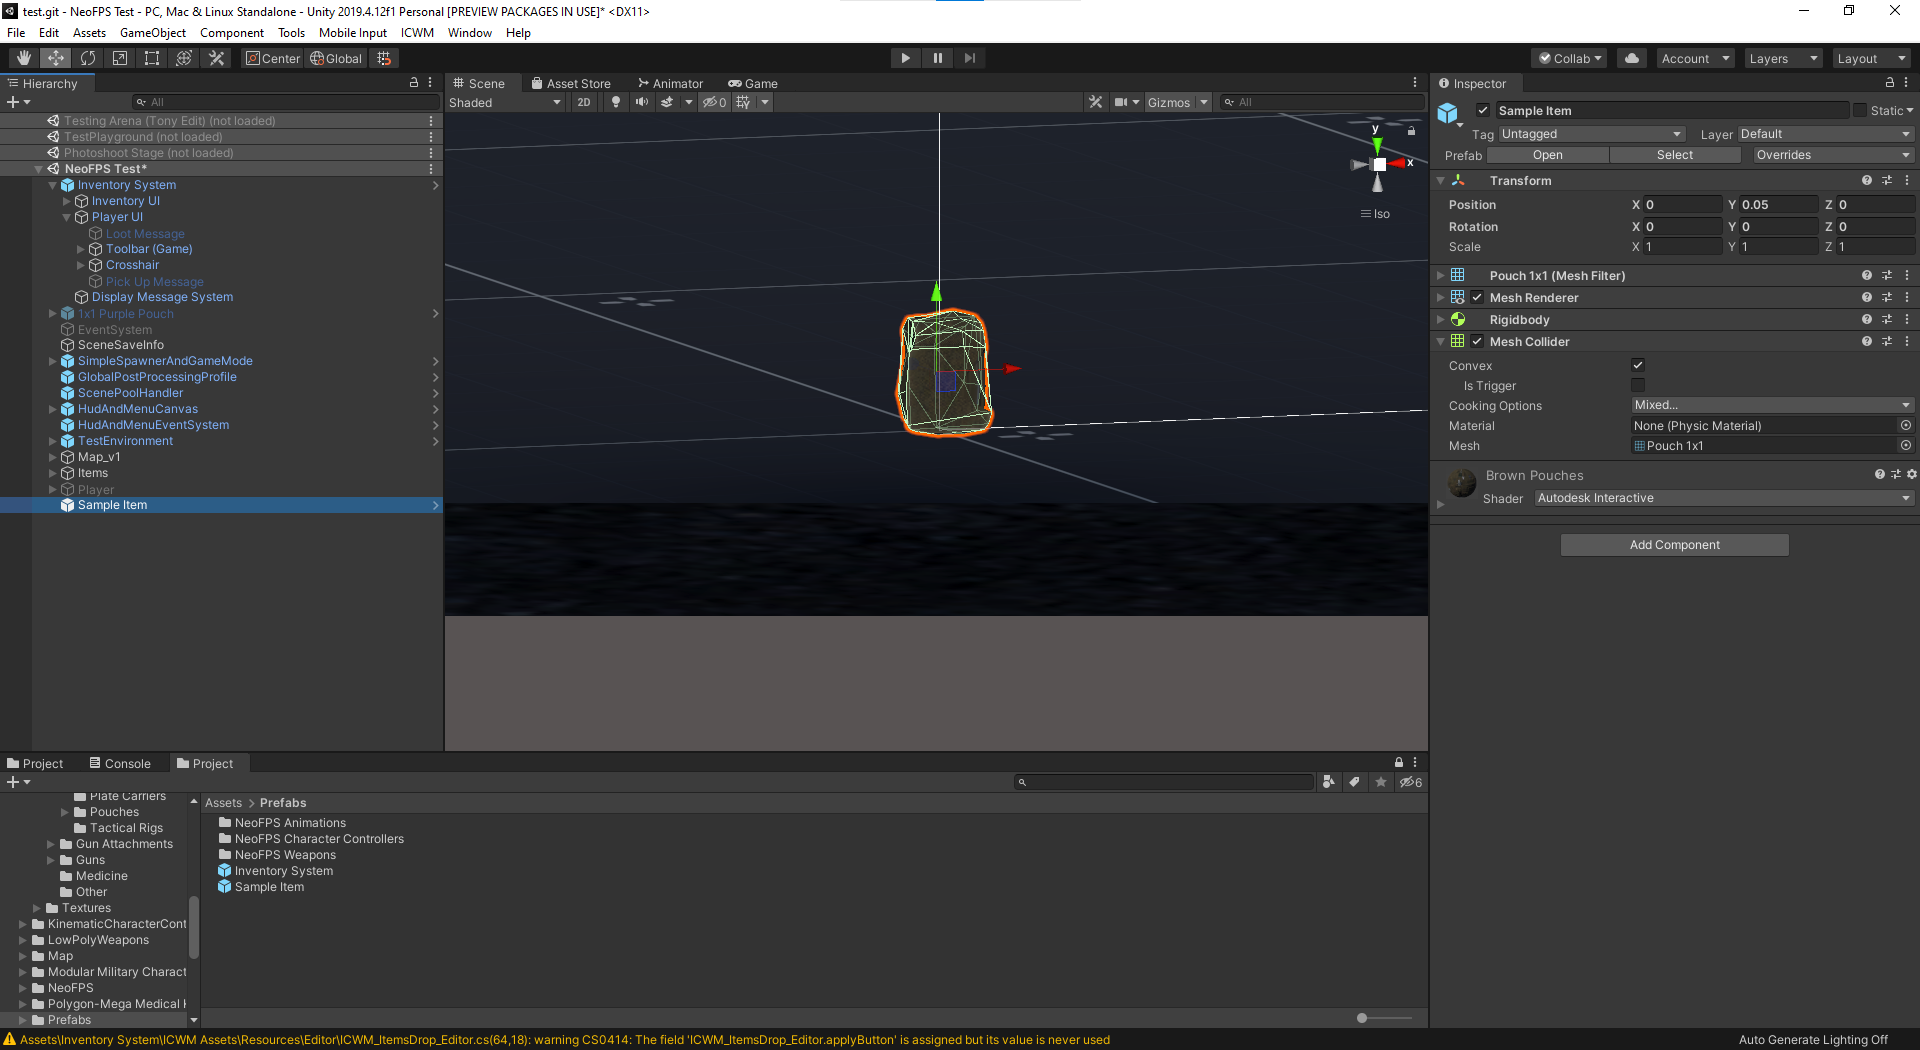 test.git - NeoFPS Test - PC, Mac & Linux Standalone - Unity 2019.4.12f1 Personal [PREVIEW PACKAGES IN USE]* <DX11>
File Edit Assets GameObject Component Tools Mobile Input ICWM Window Help
Center Global Collab Account Layers Layout
Hierarchy
All
Testing Arena (Tony Edit) (not loaded)
TestPlayground (not loaded)
Photoshoot Stage (not loaded)
NeoFPS Test*
Inventory System
Inventory UI
Player UI
Loot Message
Toolbar (Game)
Crosshair
Pick Up Message
Display Message System
1x1 Purple Pouch
EventSystem
SceneSaveInfo
SimpleSpawnerAndGameMode
GlobalPostProcessingProfile
ScenePoolHandler
HudAndMenuCanvas
HudAndMenuEventSystem
TestEnvironment
Map_v1
Items
Player
Sample Item
Scene Asset Store Animator Game
Shaded 2D 0 Gizmos All
y
x
Iso
Inspector
Sample Item Static
Tag Untagged Layer Default
Prefab Open Select Overrides
Transform
Position X 0 Y 0.05 Z 0
Rotation X 0 Y 0 Z 0
Scale X 1 Y 1 Z 1
Pouch 1x1 (Mesh Filter)
Mesh Renderer
Rigidbody
Mesh Collider
Convex
Is Trigger
Cooking Options Mixed...
Material None (Physic Material)
Mesh Pouch 1x1
Brown Pouches
Shader Autodesk Interactive
Add Component
Project Console Project
6
Plate Carriers
Pouches
Tactical Rigs
Gun Attachments
Guns
Medicine
Other
Textures
KinematicCharacterCont
LowPolyWeapons
Map
Modular Military Charact
NeoFPS
Polygon-Mega Medical
Prefabs
Assets > Prefabs
NeoFPS Animations
NeoFPS Character Controllers
NeoFPS Weapons
Inventory System
Sample Item
Assets\Inventory System\ICWM Assets\Resources\Editor\ICWM_ItemsDrop_Editor.cs(64,18): warning CS0414: The field 'ICWM_ItemsDrop_Editor.applyButton' is assigned but its value is never used
Auto Generate Lighting Off